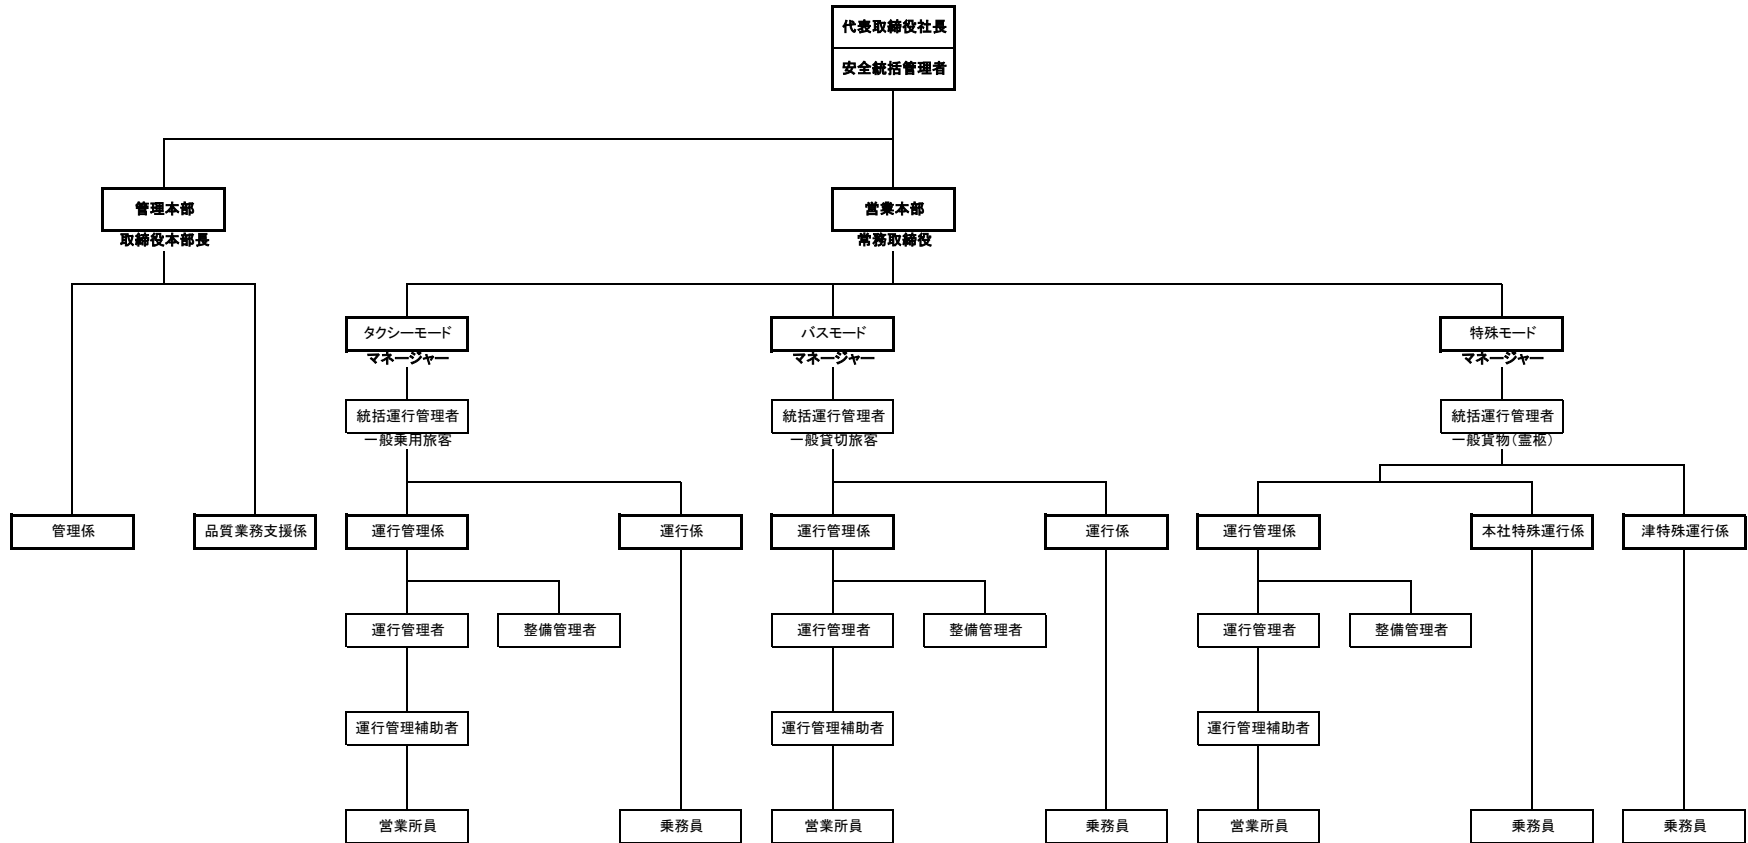 代表取締役社長
安全統括管理者
管理本部
取締役本部長
営業本部
常務取締役
タクシーモード
マネージャー
バスモード
マネージャー
特殊モード
マネージャー
統括運行管理者
一般乗用旅客
統括運行管理者
一般貸切旅客
統括運行管理者
一般貨物(霊柩)
管理係
品質業務支援係
運行管理係
運行係
運行管理係
運行係
運行管理係
本社特殊運行係
津特殊運行係
運行管理者
整備管理者
運行管理者
整備管理者
運行管理者
整備管理者
運行管理補助者
運行管理補助者
運行管理補助者
営業所員
乗務員
営業所員
乗務員
営業所員
乗務員
乗務員